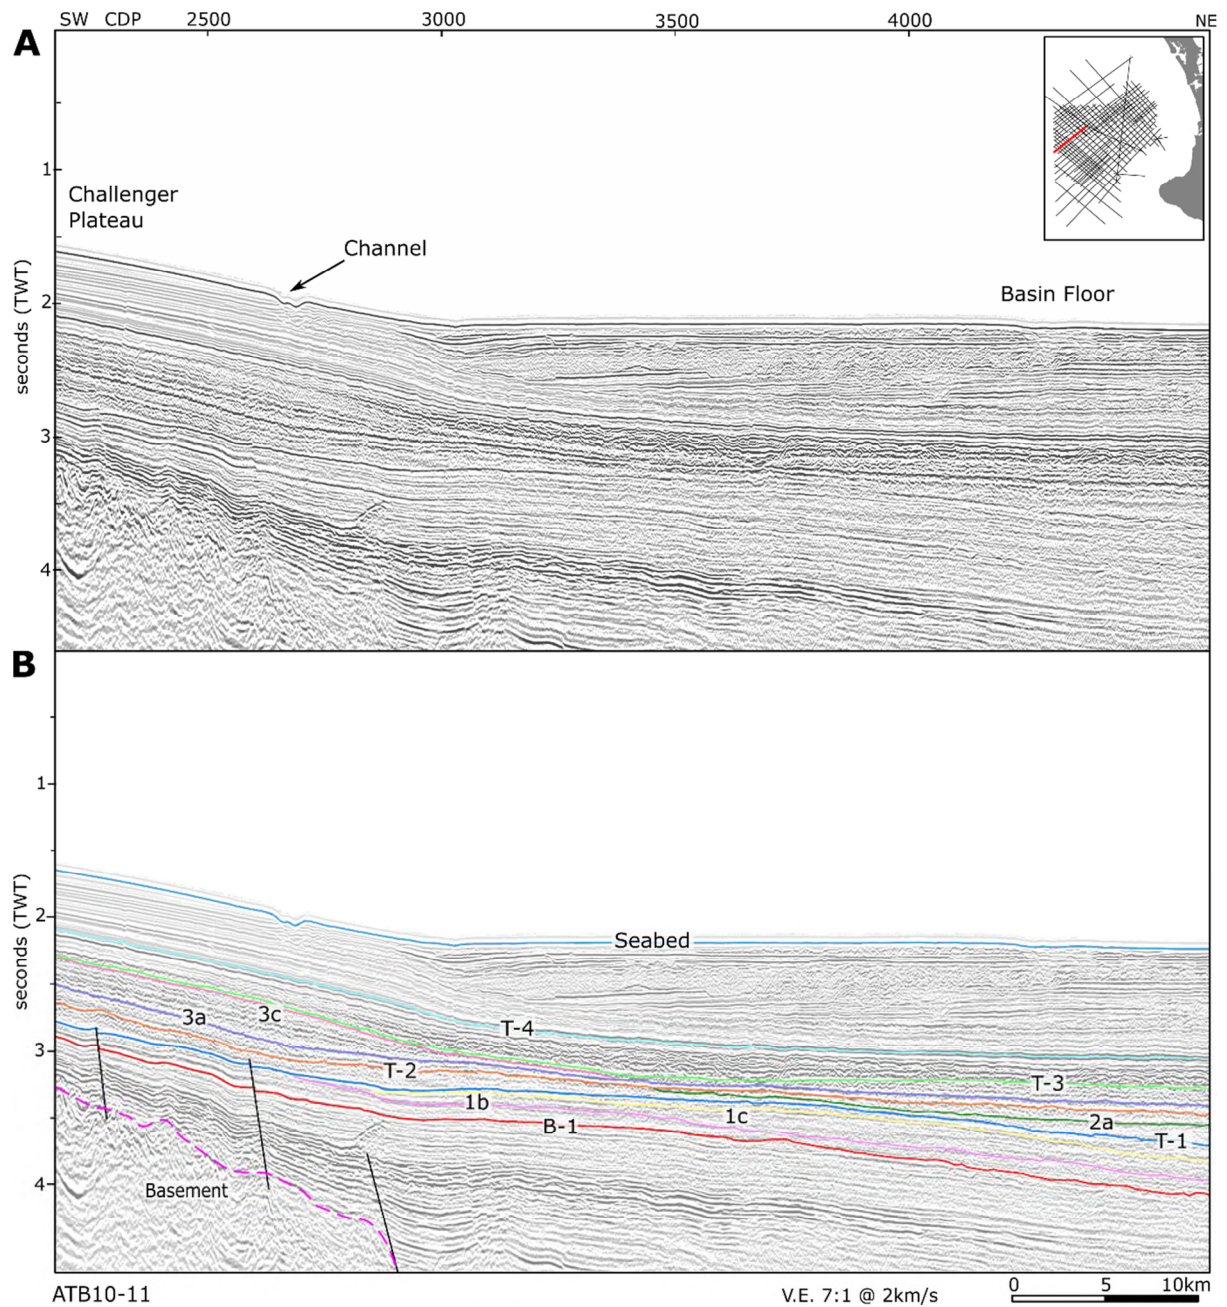 SW CDP 2500 3000 3500 4000 NE
A
1
Challenger
Plateau
Channel
2
Basin Floor
seconds (TWT)
3
4
B
1
2
Seabed
seconds (TWT)
3a
3c
T-4
3
T-2
T-3
1b
1c
2a
B-1
T-1
4
Basement
ATB10-11
V.E. 7:1 @ 2km/s
0 5 10km